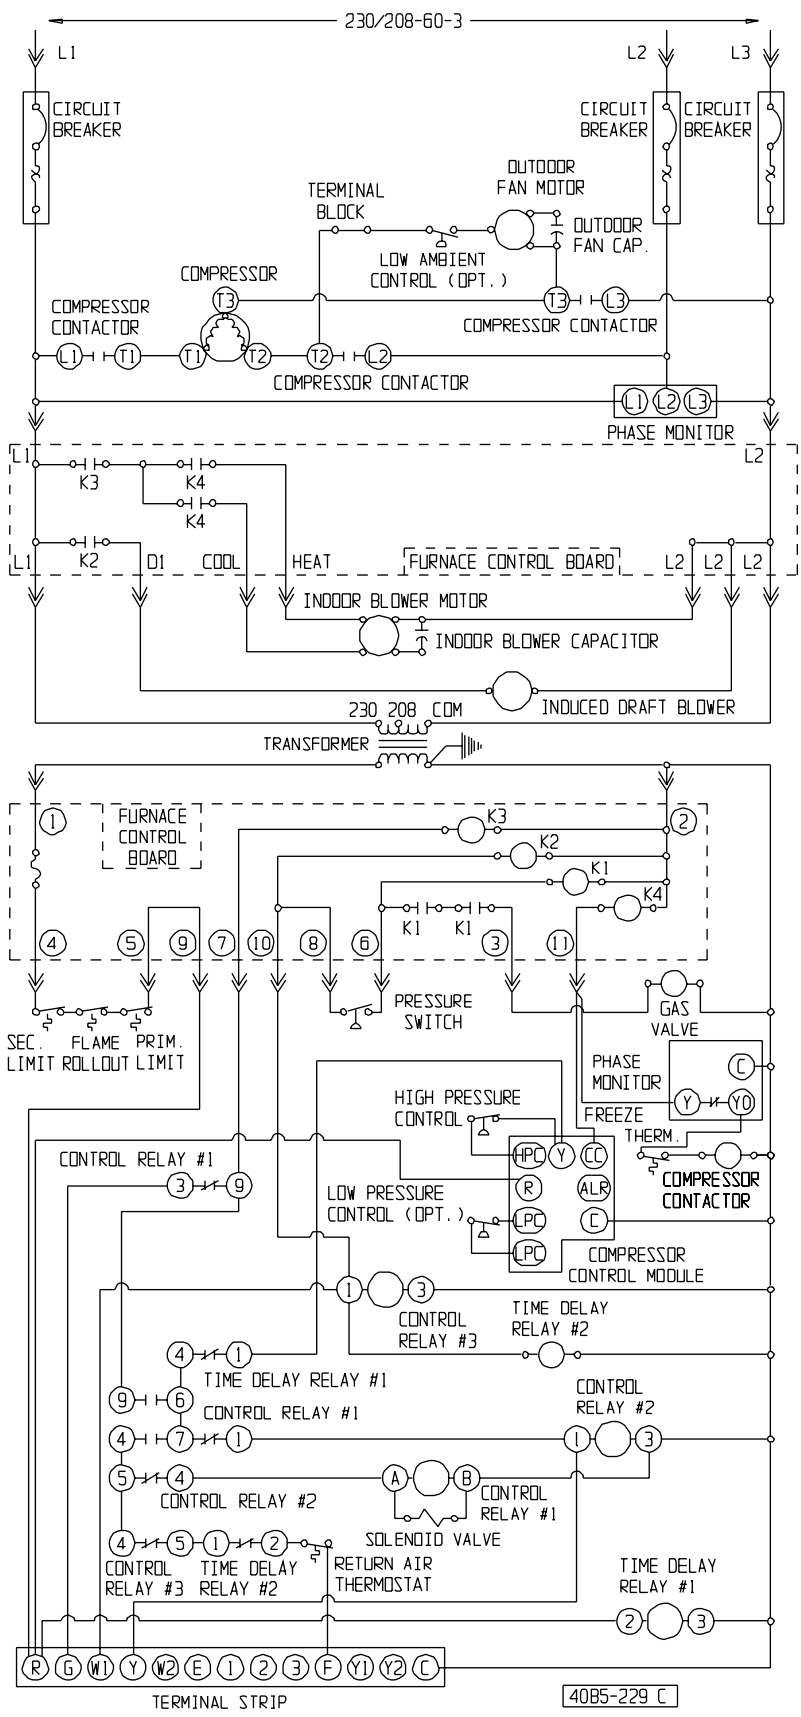 230/208-60-3
L1
L2
L3
CIRCUIT
BREAKER
CIRCUIT
BREAKER
CIRCUIT
BREAKER
OUTDOOR
FAN MOTOR
TERMINAL
BLOCK
OUTDOOR
FAN CAP.
LOW AMBIENT
CONTROL (OPT.)
COMPRESSOR
T3
T3
L3
COMPRESSOR
CONTACTOR
COMPRESSOR CONTACTOR
L1
T1
T1
T2
T2
L2
COMPRESSOR CONTACTOR
L1
L2
L3
PHASE MONITOR
L1
L2
K3
K4
K4
K2
L1
D1
COOL
HEAT
FURNACE CONTROL BOARD
L2
L2
L2
INDOOR BLOWER MOTOR
INDOOR BLOWER CAPACITOR
INDUCED DRAFT BLOWER
230 208 COM
TRANSFORMER
1
FURNACE
CONTROL
BOARD
K3
2
K2
K1
K4
K1
K1
4
5
9
7
10
8
6
3
11
PRESSURE
SWITCH
GAS
VALVE
SEC.
LIMIT
FLAME
ROLLOUT
PRIM.
LIMIT
PHASE
MONITOR
C
Y
YO
HIGH PRESSURE
CONTROL
FREEZE
THERM.
COMPRESSOR
CONTACTOR
HPC
Y
CC
R
ALR
LPC
C
LPC
LOW PRESSURE
CONTROL (OPT.)
COMPRESSOR
CONTROL MODULE
CONTROL RELAY #1
3
9
1
3
CONTROL
RELAY #3
TIME DELAY
RELAY #2
4
1
TIME DELAY RELAY #1
9
6
CONTROL RELAY #1
CONTROL
RELAY #2
4
7
1
1
3
5
4
A
B
CONTROL RELAY #2
CONTROL
RELAY #1
SOLENOID VALVE
4
5
1
2
CONTROL
RELAY #3
TIME DELAY
RELAY #2
RETURN AIR
THERMOSTAT
TIME DELAY
RELAY #1
2
3
R
G
W1
Y
W2
E
1
2
3
F
Y1
Y2
C
TERMINAL STRIP
40B5-229 C